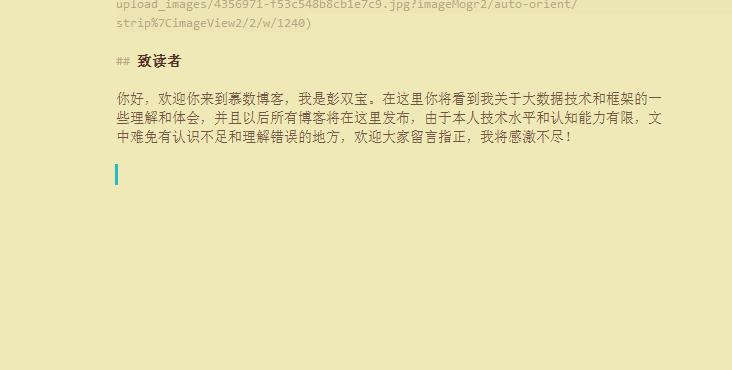 upload_images/4356971-f53c548b8cb1e7c9.jpg?imageMogr2/auto-orient/
strip%7CimageView2/2/w/1240)
## 致读者
你好，欢迎你来到慕数博客，我是彭双宝。在这里你将看到我关于大数据技术和框架的一
些理解和体会，并且以后所有博客将在这里发布，由于本人技术水平和认知能力有限，文
中难免有认识不足和理解错误的地方，欢迎大家留言指正，我将感激不尽！